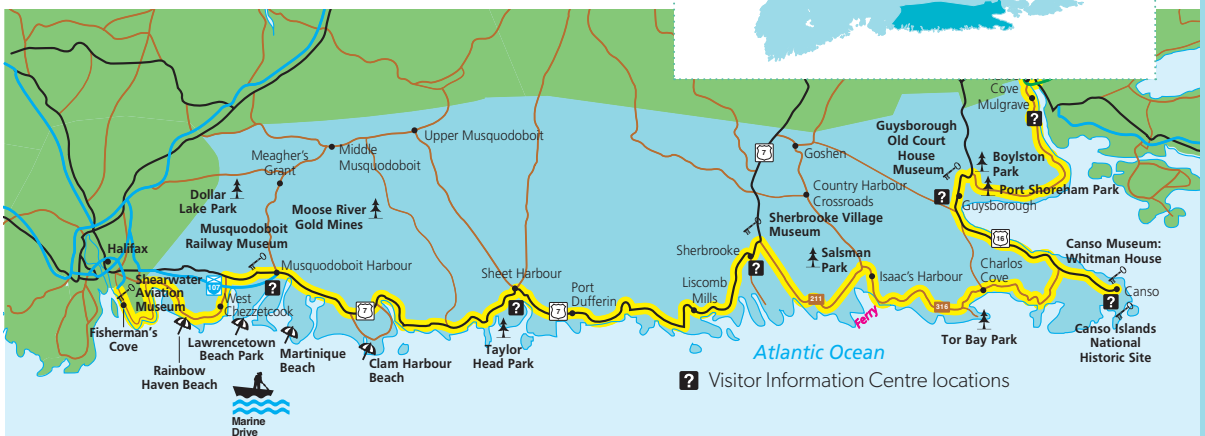 Cove
Mulgrave
Guysborough
Old Court
House
Museum
Boylston
Park
Port Shoreham Park
Guysborough
16
Canso Museum:
Whitman House
Charlos
Cove
Canso
Canso Islands
National
Historic Site
Tor Bay Park
316
Isaac's Harbour
Ferry
211
Goshen
Country Harbour
Crossroads
7
Sherbrooke Village
Museum
Salsman
Park
Sherbrooke
Liscomb
Mills
Port
Dufferin
7
Sheet Harbour
Taylor
Head Park
Upper Musquodoboit
Middle
Musquodoboit
Meagher's
Grant
Dollar
Lake Park
Moose River
Gold Mines
Musquodoboit
Railway Museum
Musquodoboit Harbour
7
Clam Harbour
Beach
Martinique
Beach
Halifax
Shearwater
Aviation
Museum
107
West
Chezzetcook
Fisherman's
Cove
Lawrencetown
Beach Park
Rainbow
Haven Beach
Marine
Drive
Atlantic Ocean
? Visitor Information Centre locations
?
?
?
?
?
?